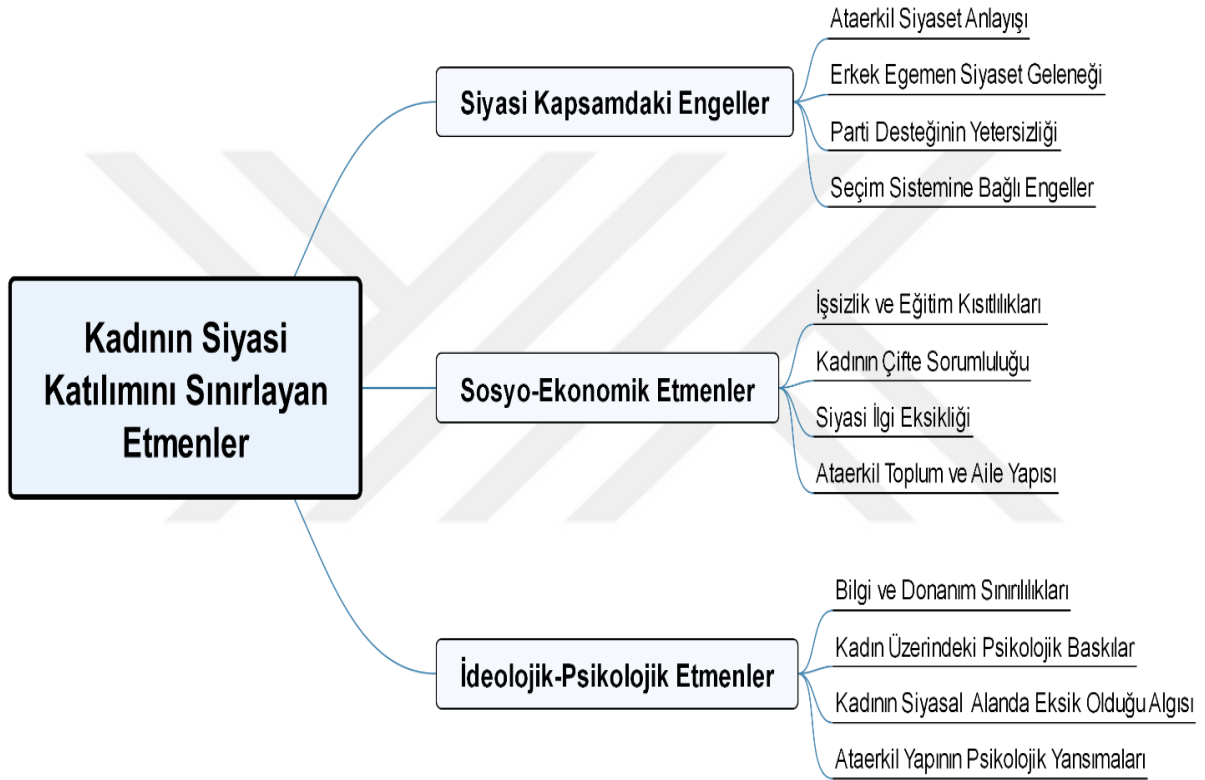 Kadının Siyasi
Katılımını Sınırlayan
Etmenler
Siyasi Kapsamdaki Engeller
Ataerkil Siyaset Anlayışı
Erkek Egemen Siyaset Geleneği
Parti Desteğinin Yetersizliği
Seçim Sistemine Bağlı Engeller
Sosyo-Ekonomik Etmenler
İşsizlik ve Eğitim Kısıtlılıkları
Kadının Çifte Sorumluluğu
Siyasi İlgi Eksikliği
Ataerkil Toplum ve Aile Yapısı
İdeolojik-Psikolojik Etmenler
Bilgi ve Donanım Sınırılılıkları
Kadın Üzerindeki Psikolojik Baskılar
Kadının Siyasal Alanda Eksik Olduğu Algısı
Ataerkil Yapının Psikolojik Yansımaları